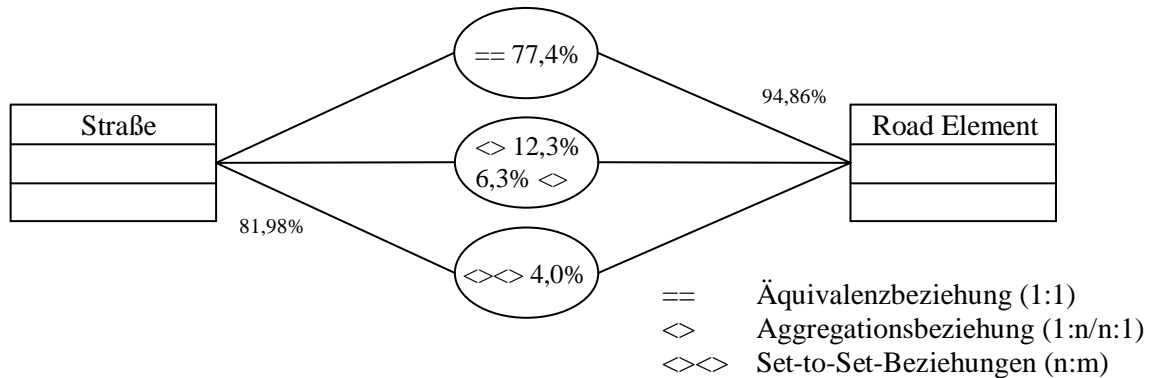 == 77,4%
94,86%
Straße
Road Element
<> 12,3%
6,3% <>
81,98%
<><> 4,0%
== Äquivalenzbeziehung (1:1)
<> Aggregationsbeziehung (1:n/n:1)
<><> Set-to-Set-Beziehungen (n:m)